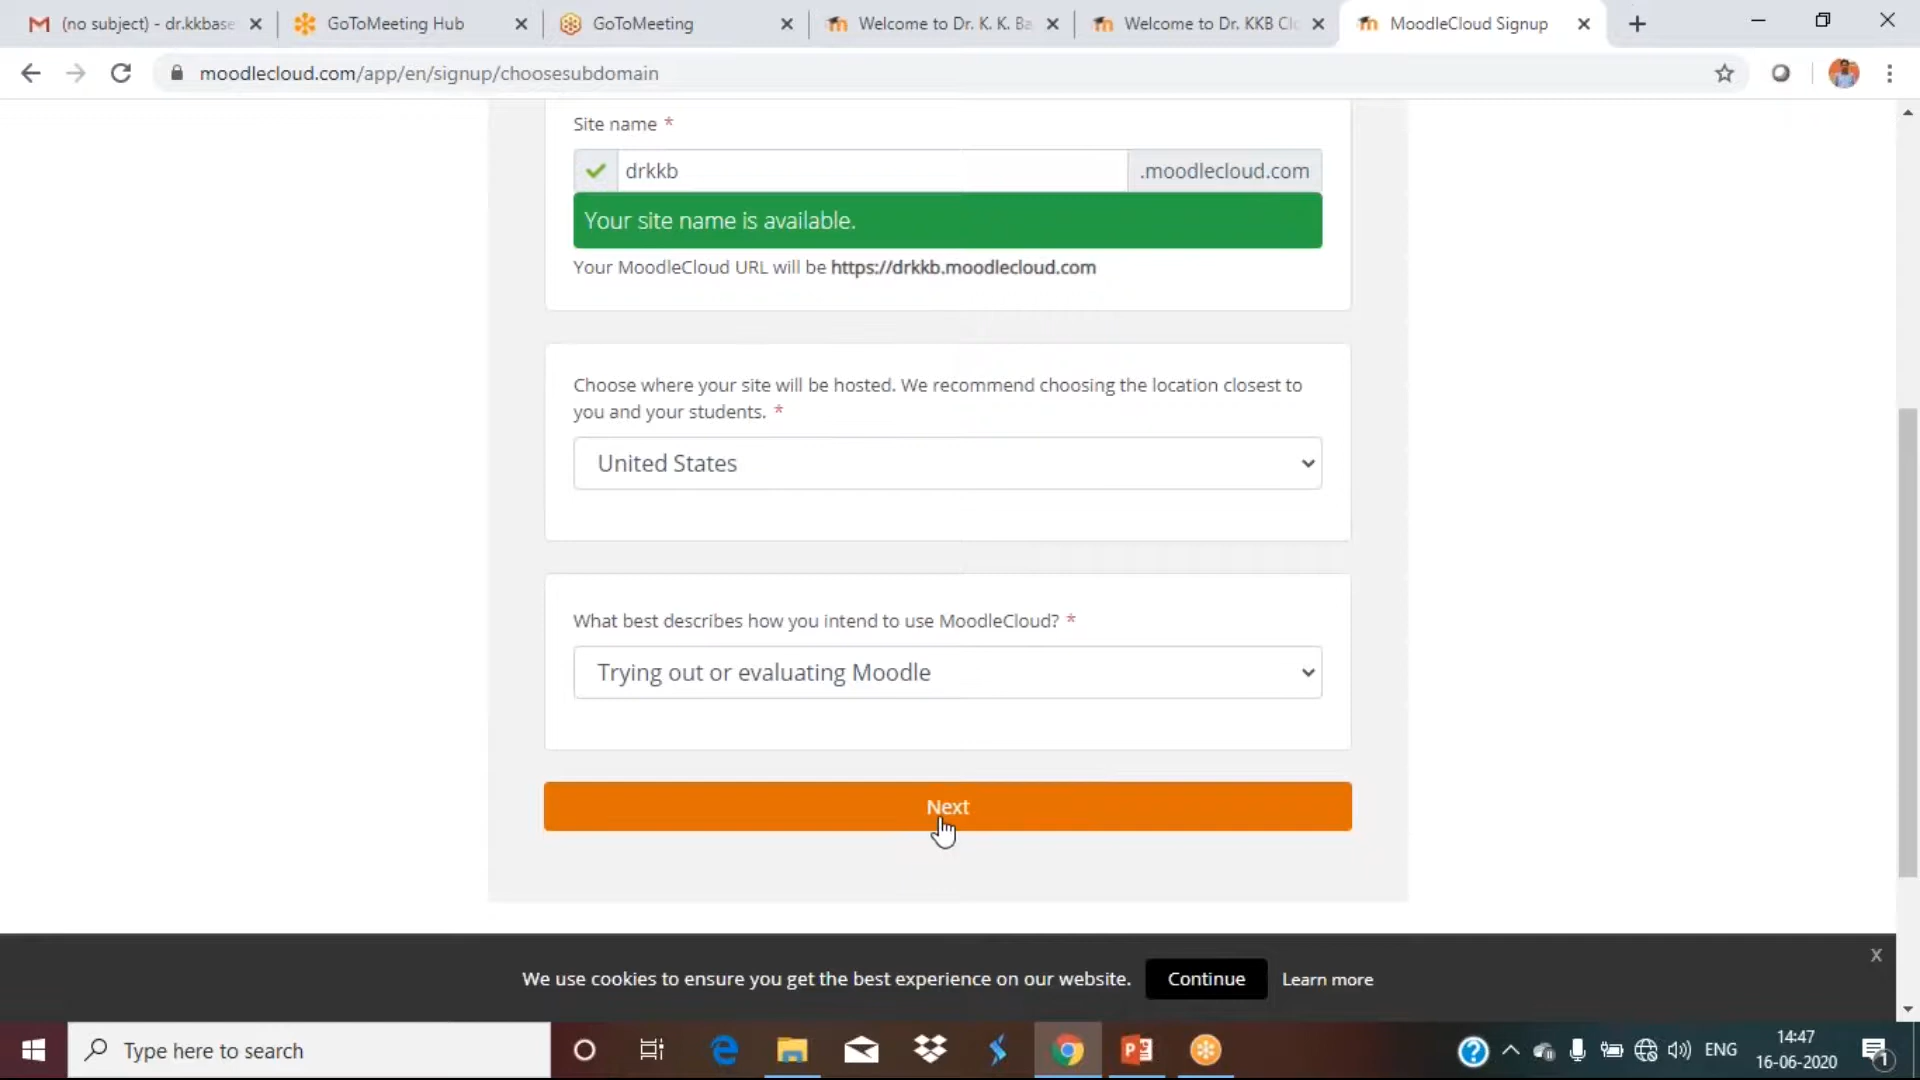 (no subject) - dr.kkbase
GoToMeeting Hub
GoToMeeting
Welcome to Dr. K. K. Ba
Welcome to Dr. KKB Clo
MoodleCloud Signup
moodlecloud.com/app/en/signup/choosesubdomain
Site name *
drkkb
.moodlecloud.com
Your site name is available.
Your MoodleCloud URL will be https://drkkb.moodlecloud.com
Choose where your site will be hosted. We recommend choosing the location closest to
you and your students. *
United States
What best describes how you intend to use MoodleCloud? *
Trying out or evaluating Moodle
Next
We use cookies to ensure you get the best experience on our website.
Continue
Learn more
x
Type here to search
ENG
14:47
16-06-2020
1